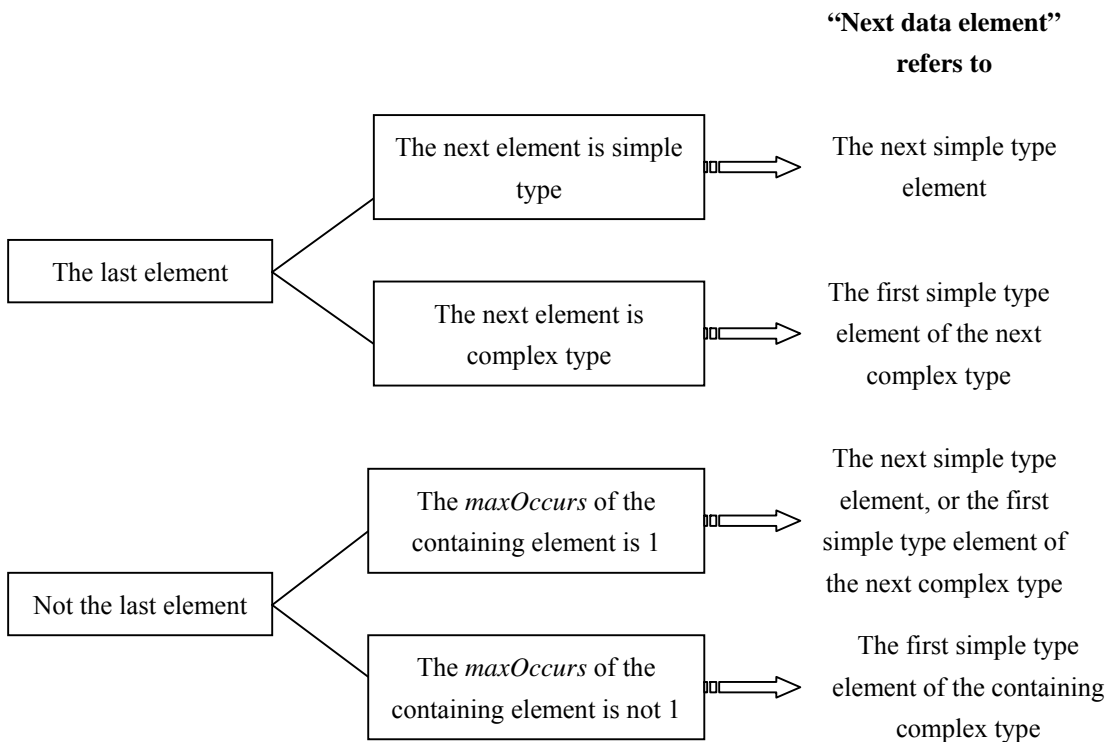 “Next data element”
refers to
The next element is simple
type
The next simple type
element
The last element
The next element is
complex type
The first simple type
element of the next
complex type
The maxOccurs of the
containing element is 1
The next simple type
element, or the first
simple type element of
the next complex type
Not the last element
The maxOccurs of the
containing element is not 1
The first simple type
element of the containing
complex type